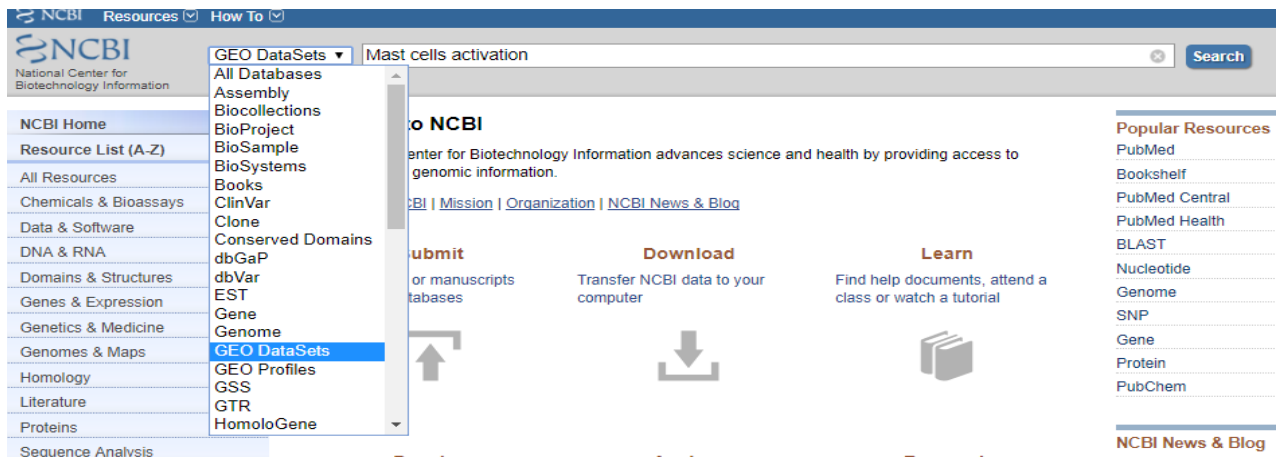 NCBI Resources How To
NCBI
National Center for
Biotechnology Information
GEO DataSets Mast cells activation Search
All Databases
Assembly
Biocollections
BioProject
BioSample
BioSystems
Books
ClinVar
Clone
Conserved Domains
dbGaP
dbVar
EST
Gene
Genome
GEO DataSets
GEO Profiles
GSS
GTR
HomoloGene
NCBI Home
Resource List (A-Z)
All Resources
Chemicals & Bioassays
Data & Software
DNA & RNA
Domains & Structures
Genes & Expression
Genetics & Medicine
Genomes & Maps
Homology
Literature
Proteins
Sequence Analysis
to NCBI
enter for Biotechnology Information advances science and health by providing access to
genomic information.
CBI | Mission | Organization | NCBI News & Blog
ubmit
or manuscripts
tabases
Download
Transfer NCBI data to your
computer
Learn
Find help documents, attend a
class or watch a tutorial
Popular Resources
PubMed
Bookshelf
PubMed Central
PubMed Health
BLAST
Nucleotide
Genome
SNP
Gene
Protein
PubChem
NCBI News & Blog